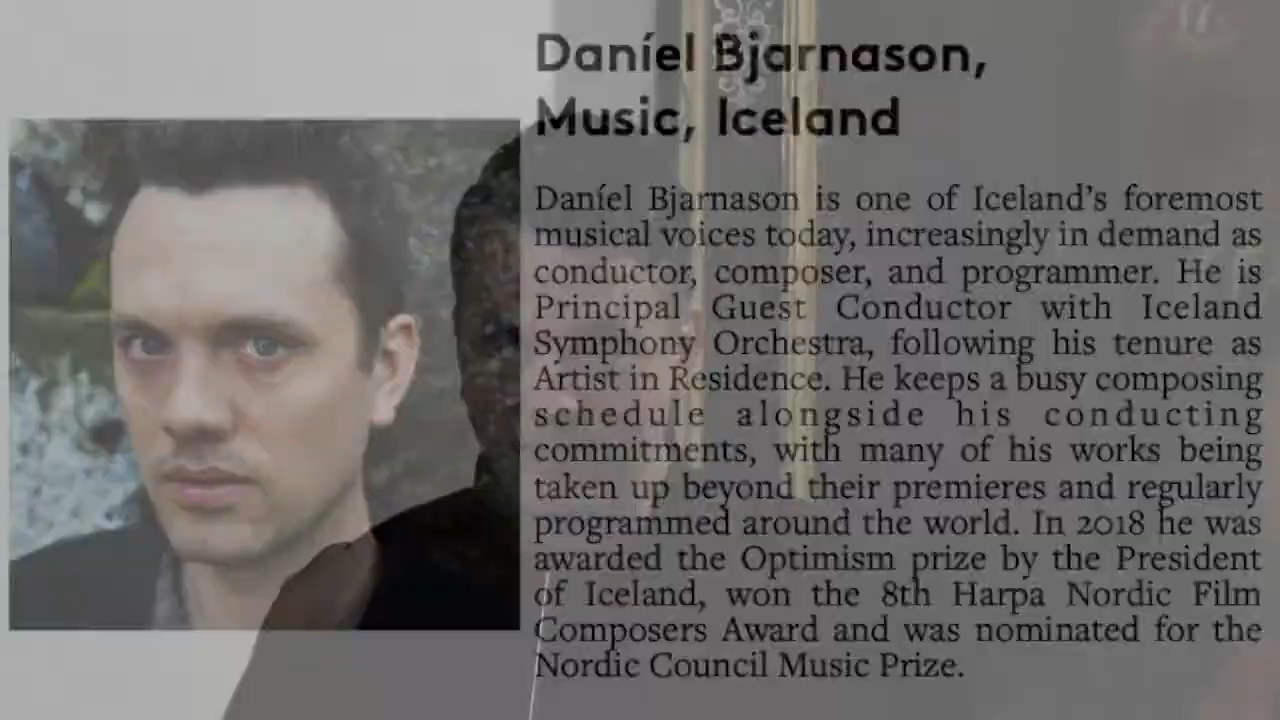 Daníel Bjarnason,
Music, Iceland
Daníel Bjarnason is one of Iceland’s foremost
musical voices today, increasingly in demand as
conductor, composer, and programmer. He is
Principal Guest Conductor with Iceland
Symphony Orchestra, following his tenure as
Artist in Residence. He keeps a busy composing
schedule alongside his conducting
commitments, with many of his works being
taken up beyond their premieres and regularly
programmed around the world. In 2018 he was
awarded the Optimism prize by the President
of Iceland, won the 8th Harpa Nordic Film
Composers Award and was nominated for the
Nordic Council Music Prize.